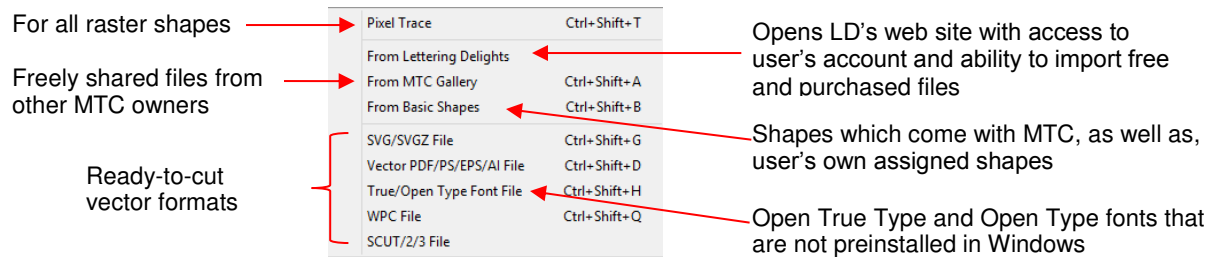 For all raster shapes
Freely shared files from
other MTC owners
Ready-to-cut
vector formats
Pixel Trace Ctrl+Shift+T
From Lettering Delights
From MTC Gallery Ctrl+Shift+A
From Basic Shapes Ctrl+Shift+B
SVG/SVGZ File Ctrl+Shift+G
Vector PDF/PS/EPS/AI File Ctrl+Shift+D
True/Open Type Font File Ctrl+Shift+H
WPC File Ctrl+Shift+Q
SCUT/2/3 File
Opens LD's web site with access to
user's account and ability to import free
and purchased files
Shapes which come with MTC, as well as,
user's own assigned shapes
Open True Type and Open Type fonts that
are not preinstalled in Windows